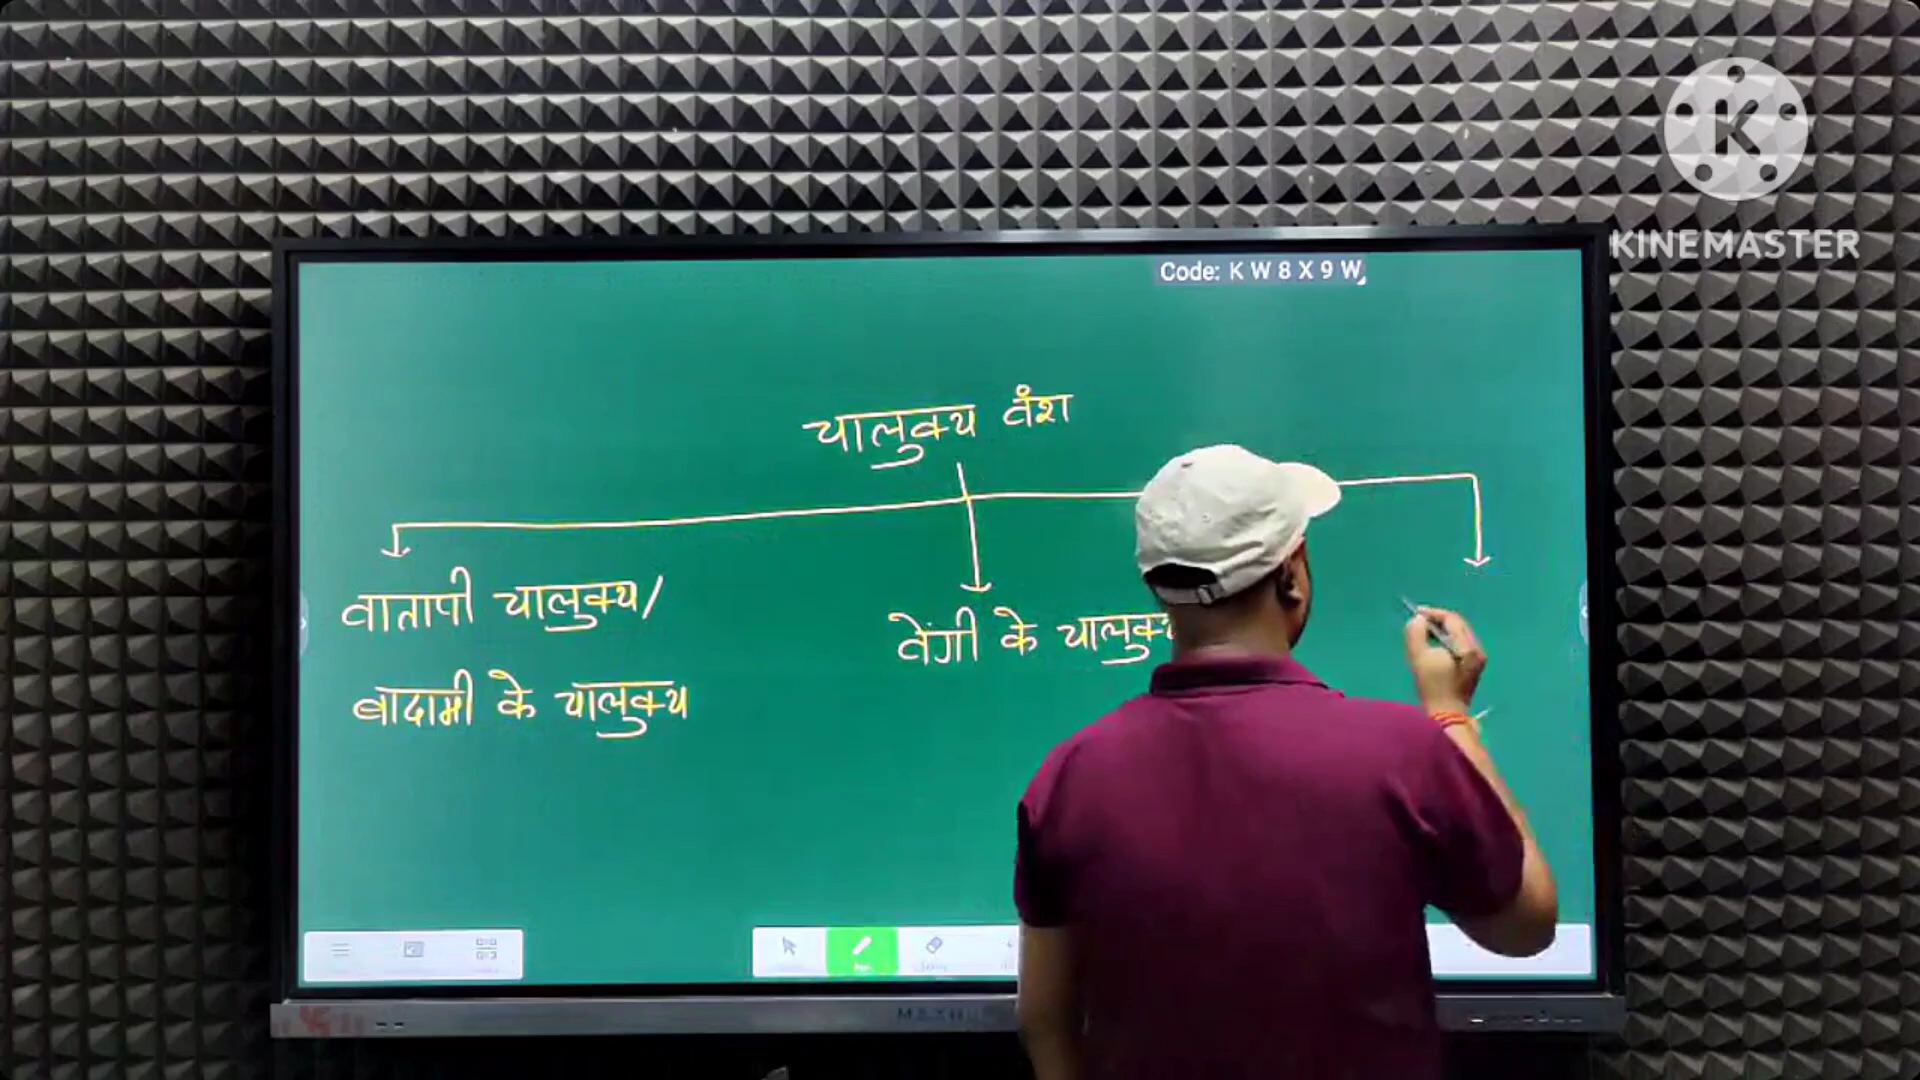 KINEMASTER
Code: K W 8 X 9 W
चालुक्य वंश
वातापी चालुक्य/
बादामी के चालुक्य
वेंगी के चालुक्य